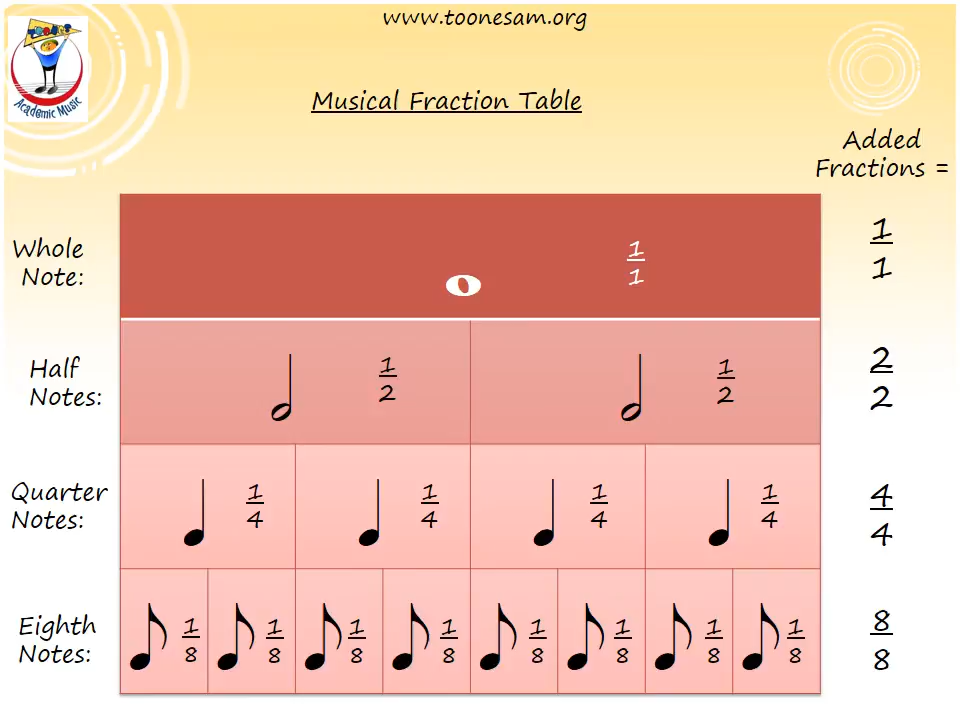 www.toonesam.org
TOONES
Academic Music
Musical Fraction Table
Added
Fractions =
Whole
Note:
1/1
1/1
Half
Notes:
1/2 1/2
2/2
Quarter
Notes:
1/4 1/4 1/4 1/4
4/4
Eighth
Notes:
1/8 1/8 1/8 1/8 1/8 1/8 1/8 1/8
8/8